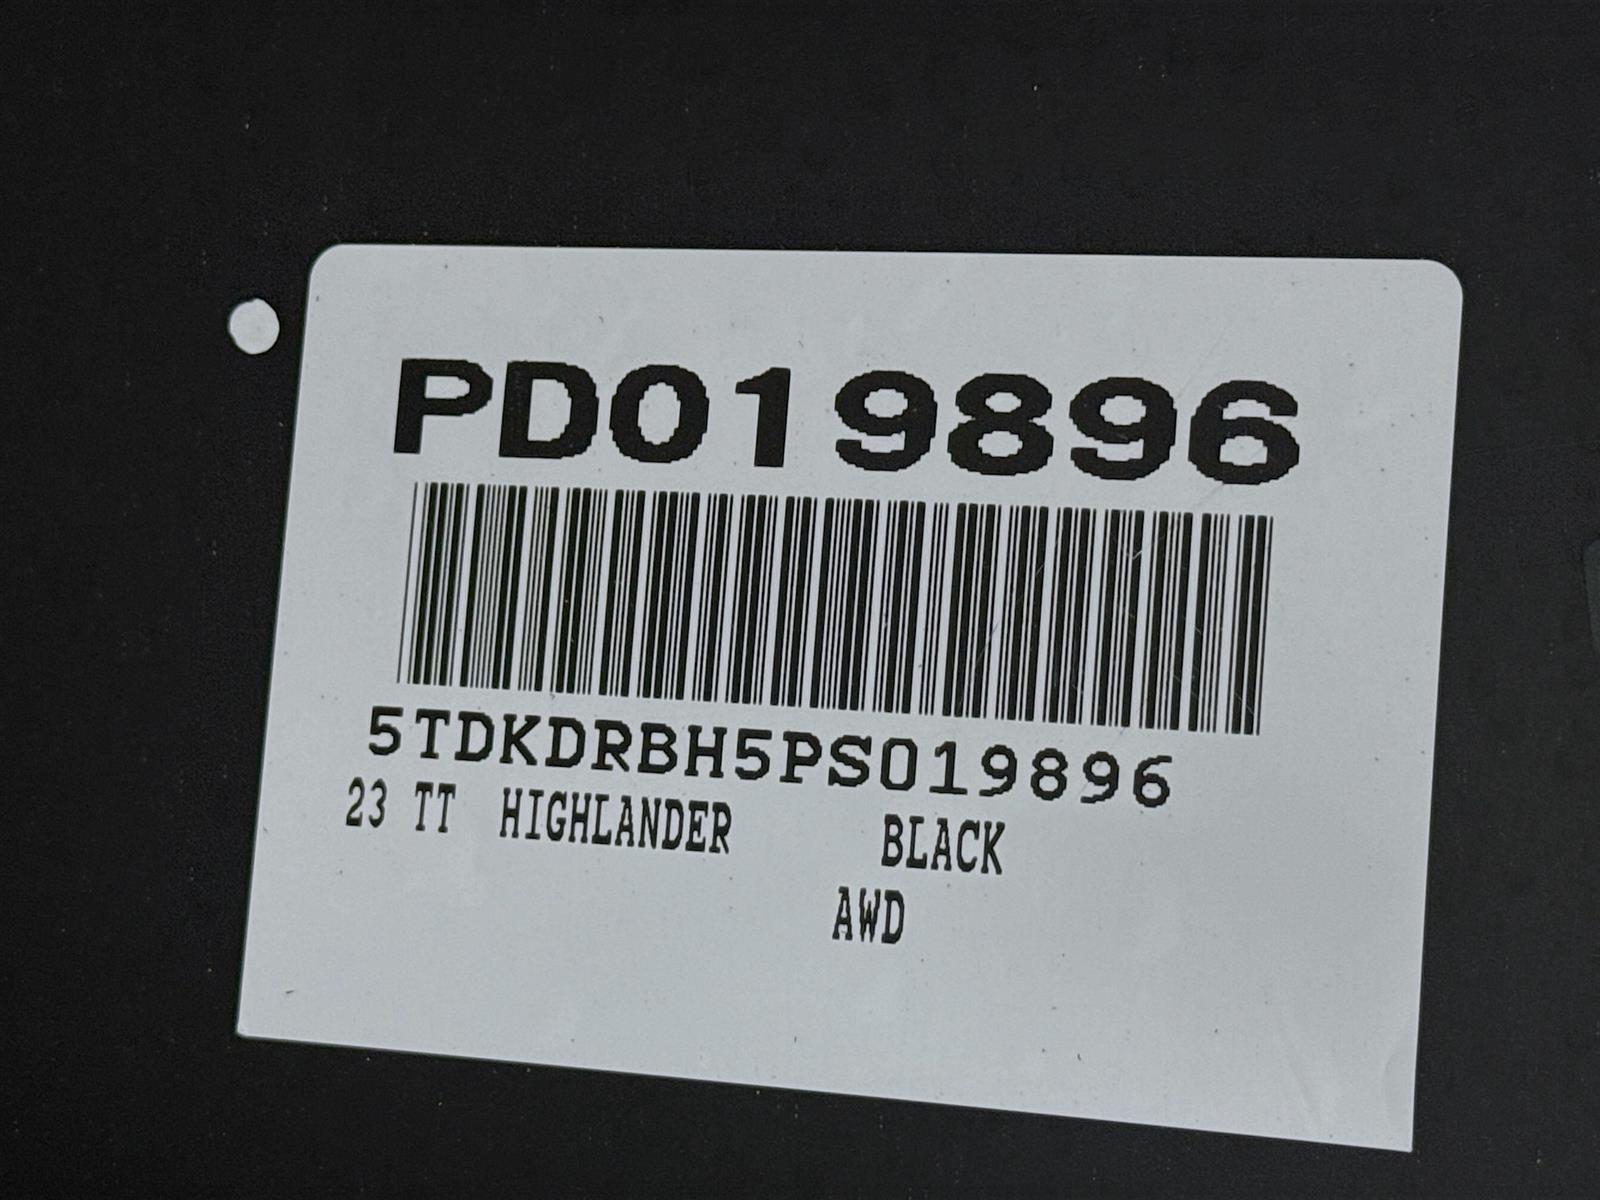 PD019896
5TDKDRBH5PS019896
23 TT HIGHLANDER BLACK
AWD